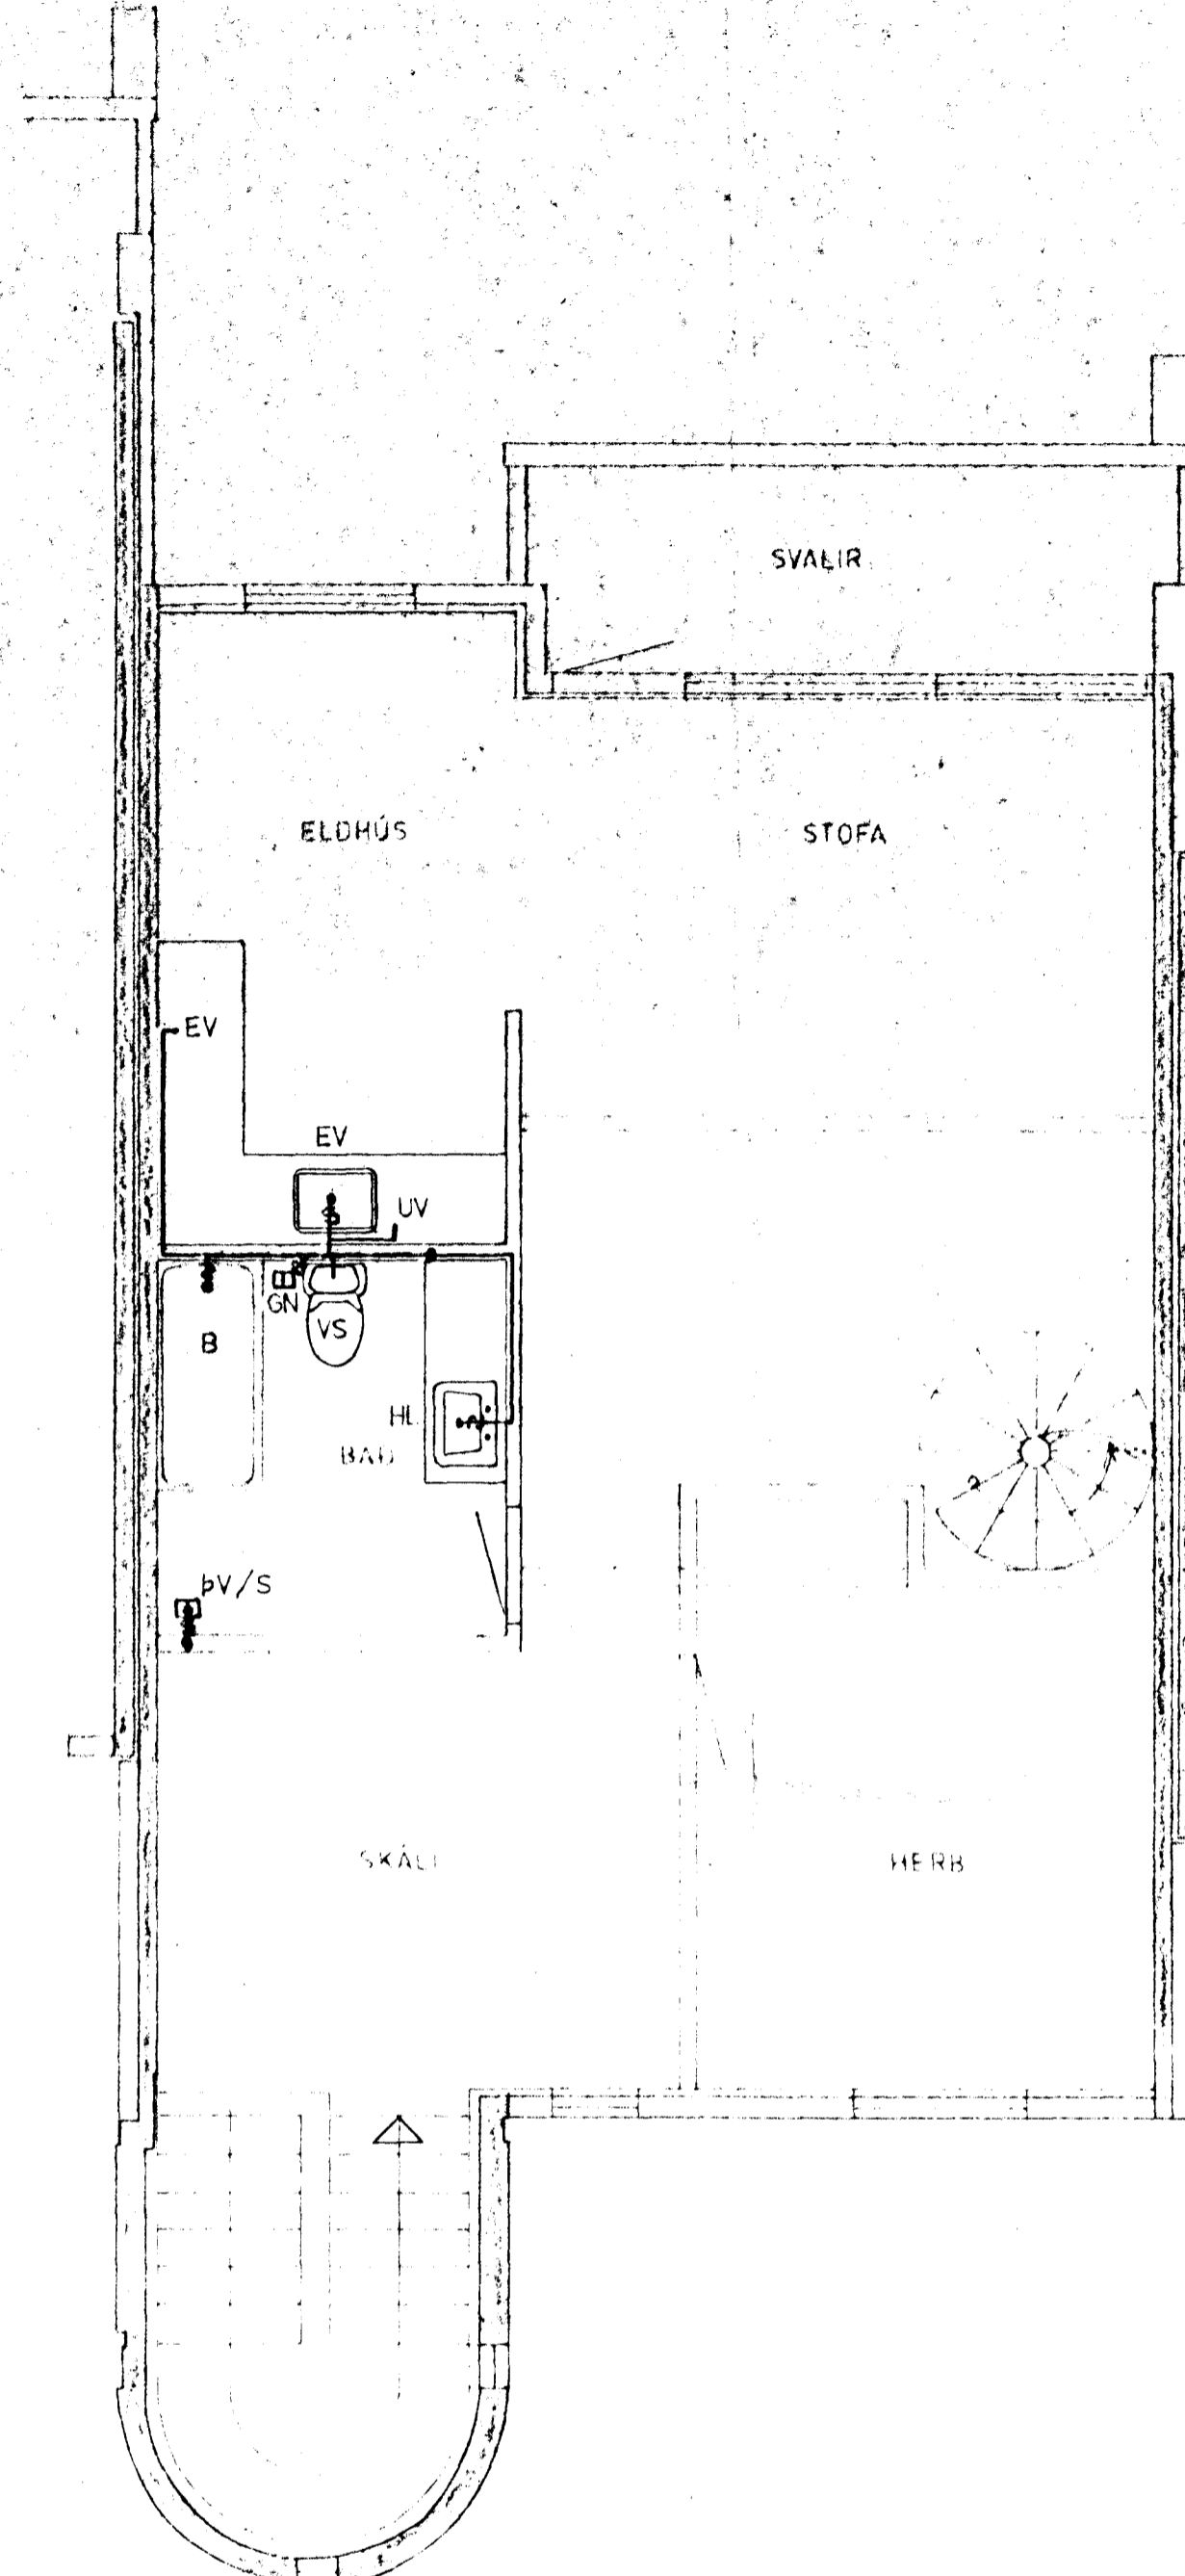 SVALIR
ELDHÚS
STOFA
EV
EV
UV
GN
VS
B
HL
BAÐ
þV/S
SKÁLI
HERB